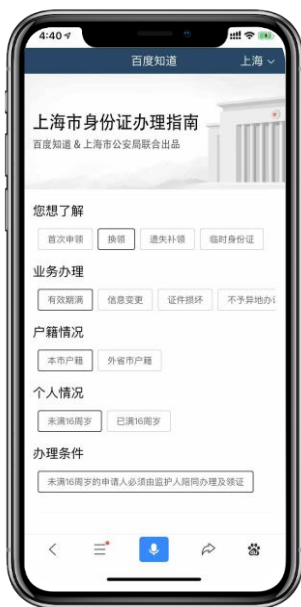 4:40
百度知道
上海
上海市身份证办理指南
百度知道 & 上海市公安局联合出品
您想了解
首次申领 换领 遗失补领 临时身份证
业务办理
有效期满 信息变更 证件损坏 不予异地办
户籍情况
本市户籍 外省市户籍
个人情况
未满16周岁 已满16周岁
办理条件
未满16周岁的申请人必须由监护人陪同办理及领证